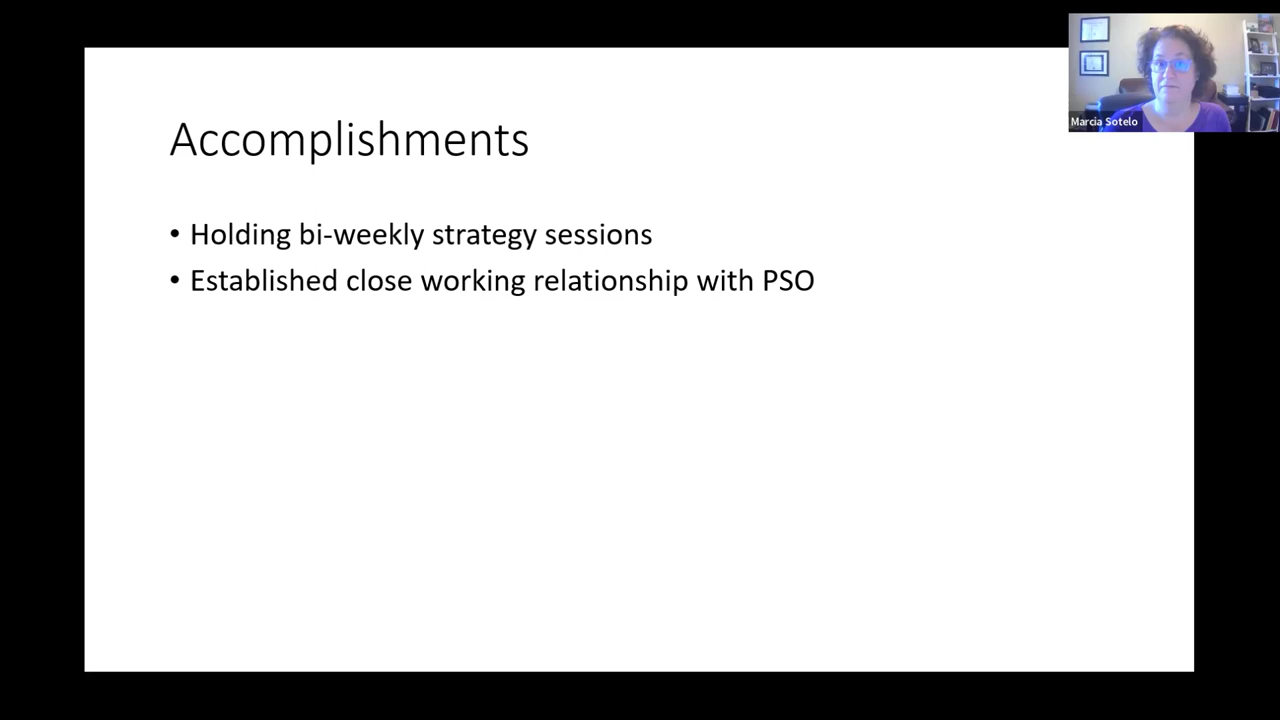 Accomplishments
• Holding bi-weekly strategy sessions
• Established close working relationship with PSO
Marcia Sotelo